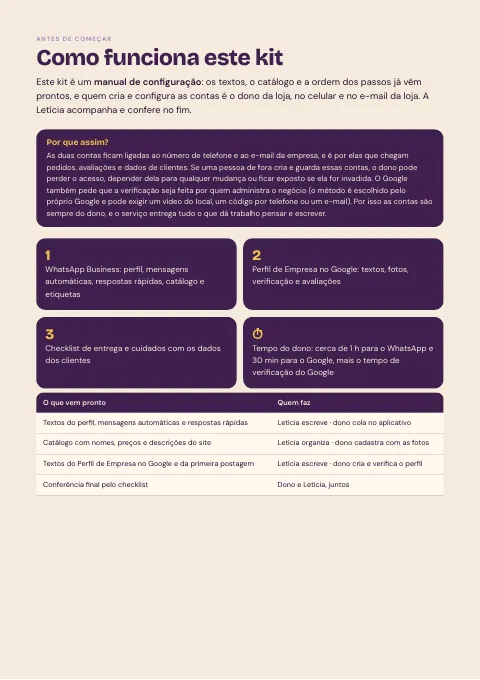 ANTES DE COMEÇAR
Como funciona este kit
Este kit é um manual de configuração: os textos, o catálogo e a ordem dos passos já vêm
prontos, e quem cria e configura as contas é o dono da loja, no celular e no e-mail da loja. A
Letícia acompanha e confere no fim.
Por que assim?
As duas contas ficam ligadas ao número de telefone e ao e-mail da empresa, e é por elas que chegam
pedidos, avaliações e dados de clientes. Se uma pessoa de fora cria e guarda essas contas, o dono pode
perder o acesso, depender dela para qualquer mudança ou ficar exposto se ela for invadida. O Google
também pede que a verificação seja feita por quem administra o negócio (o método é escolhido pelo
próprio Google e pode exigir um vídeo do local, um código por telefone ou um e-mail). Por isso as contas são
sempre do dono, e o serviço entrega tudo o que dá trabalho pensar e escrever.
1
WhatsApp Business: perfil, mensagens
automáticas, respostas rápidas, catálogo e
etiquetas
2
Perfil de Empresa no Google: textos, fotos,
verificação e avaliações
3
Checklist de entrega e cuidados com os dados
dos clientes
⏱
Tempo do dono: cerca de 1 h para o WhatsApp e
30 min para o Google, mais o tempo de
verificação do Google
O que vem pronto Quem faz
Textos do perfil, mensagens automáticas e respostas rápidas Letícia escreve · dono cola no aplicativo
Catálogo com nomes, preços e descrições do site Letícia organiza · dono cadastra com as fotos
Textos do Perfil de Empresa no Google e da primeira postagem Letícia escreve · dono cria e verifica o perfil
Conferência final pelo checklist Dono e Letícia, juntos